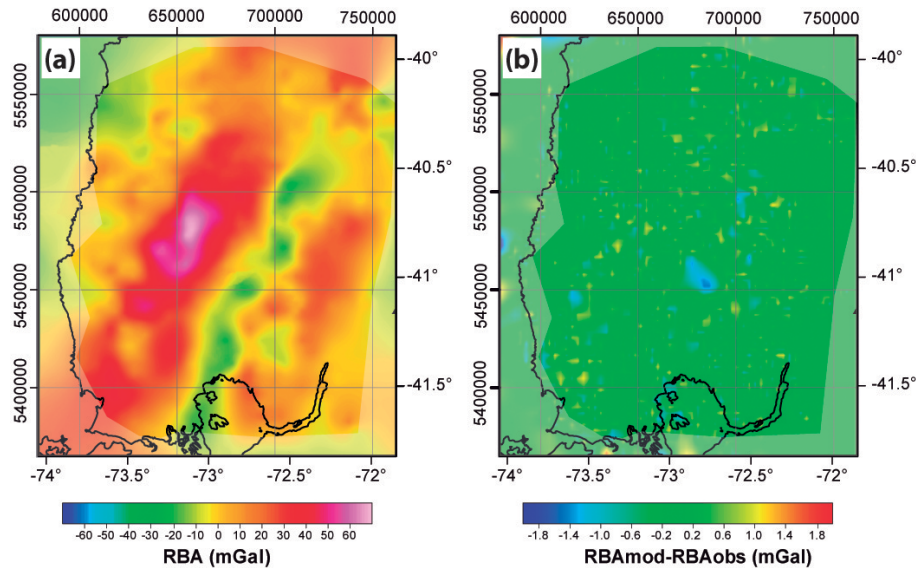 600000 650000 700000 750000 600000 650000 700000 750000
(a) (b)
-40° -40°
5550000 5550000
-40.5° -40.5°
5500000 5500000
-41° -41°
5450000 5450000
-41.5° -41.5°
5400000 5400000
-74° -73.5 -73 -72.5 -72 -74° -73.5 -73 -72.5 -72
-60 -50 -40 -30 -20 -10 0 10 20 30 40 50 60 -1.8 -1.4 -1.0 -0.6 -0.2 0.2 0.6 1.0 1.4 1.8
RBA (mGal) RBAmod-RBAobs (mGal)